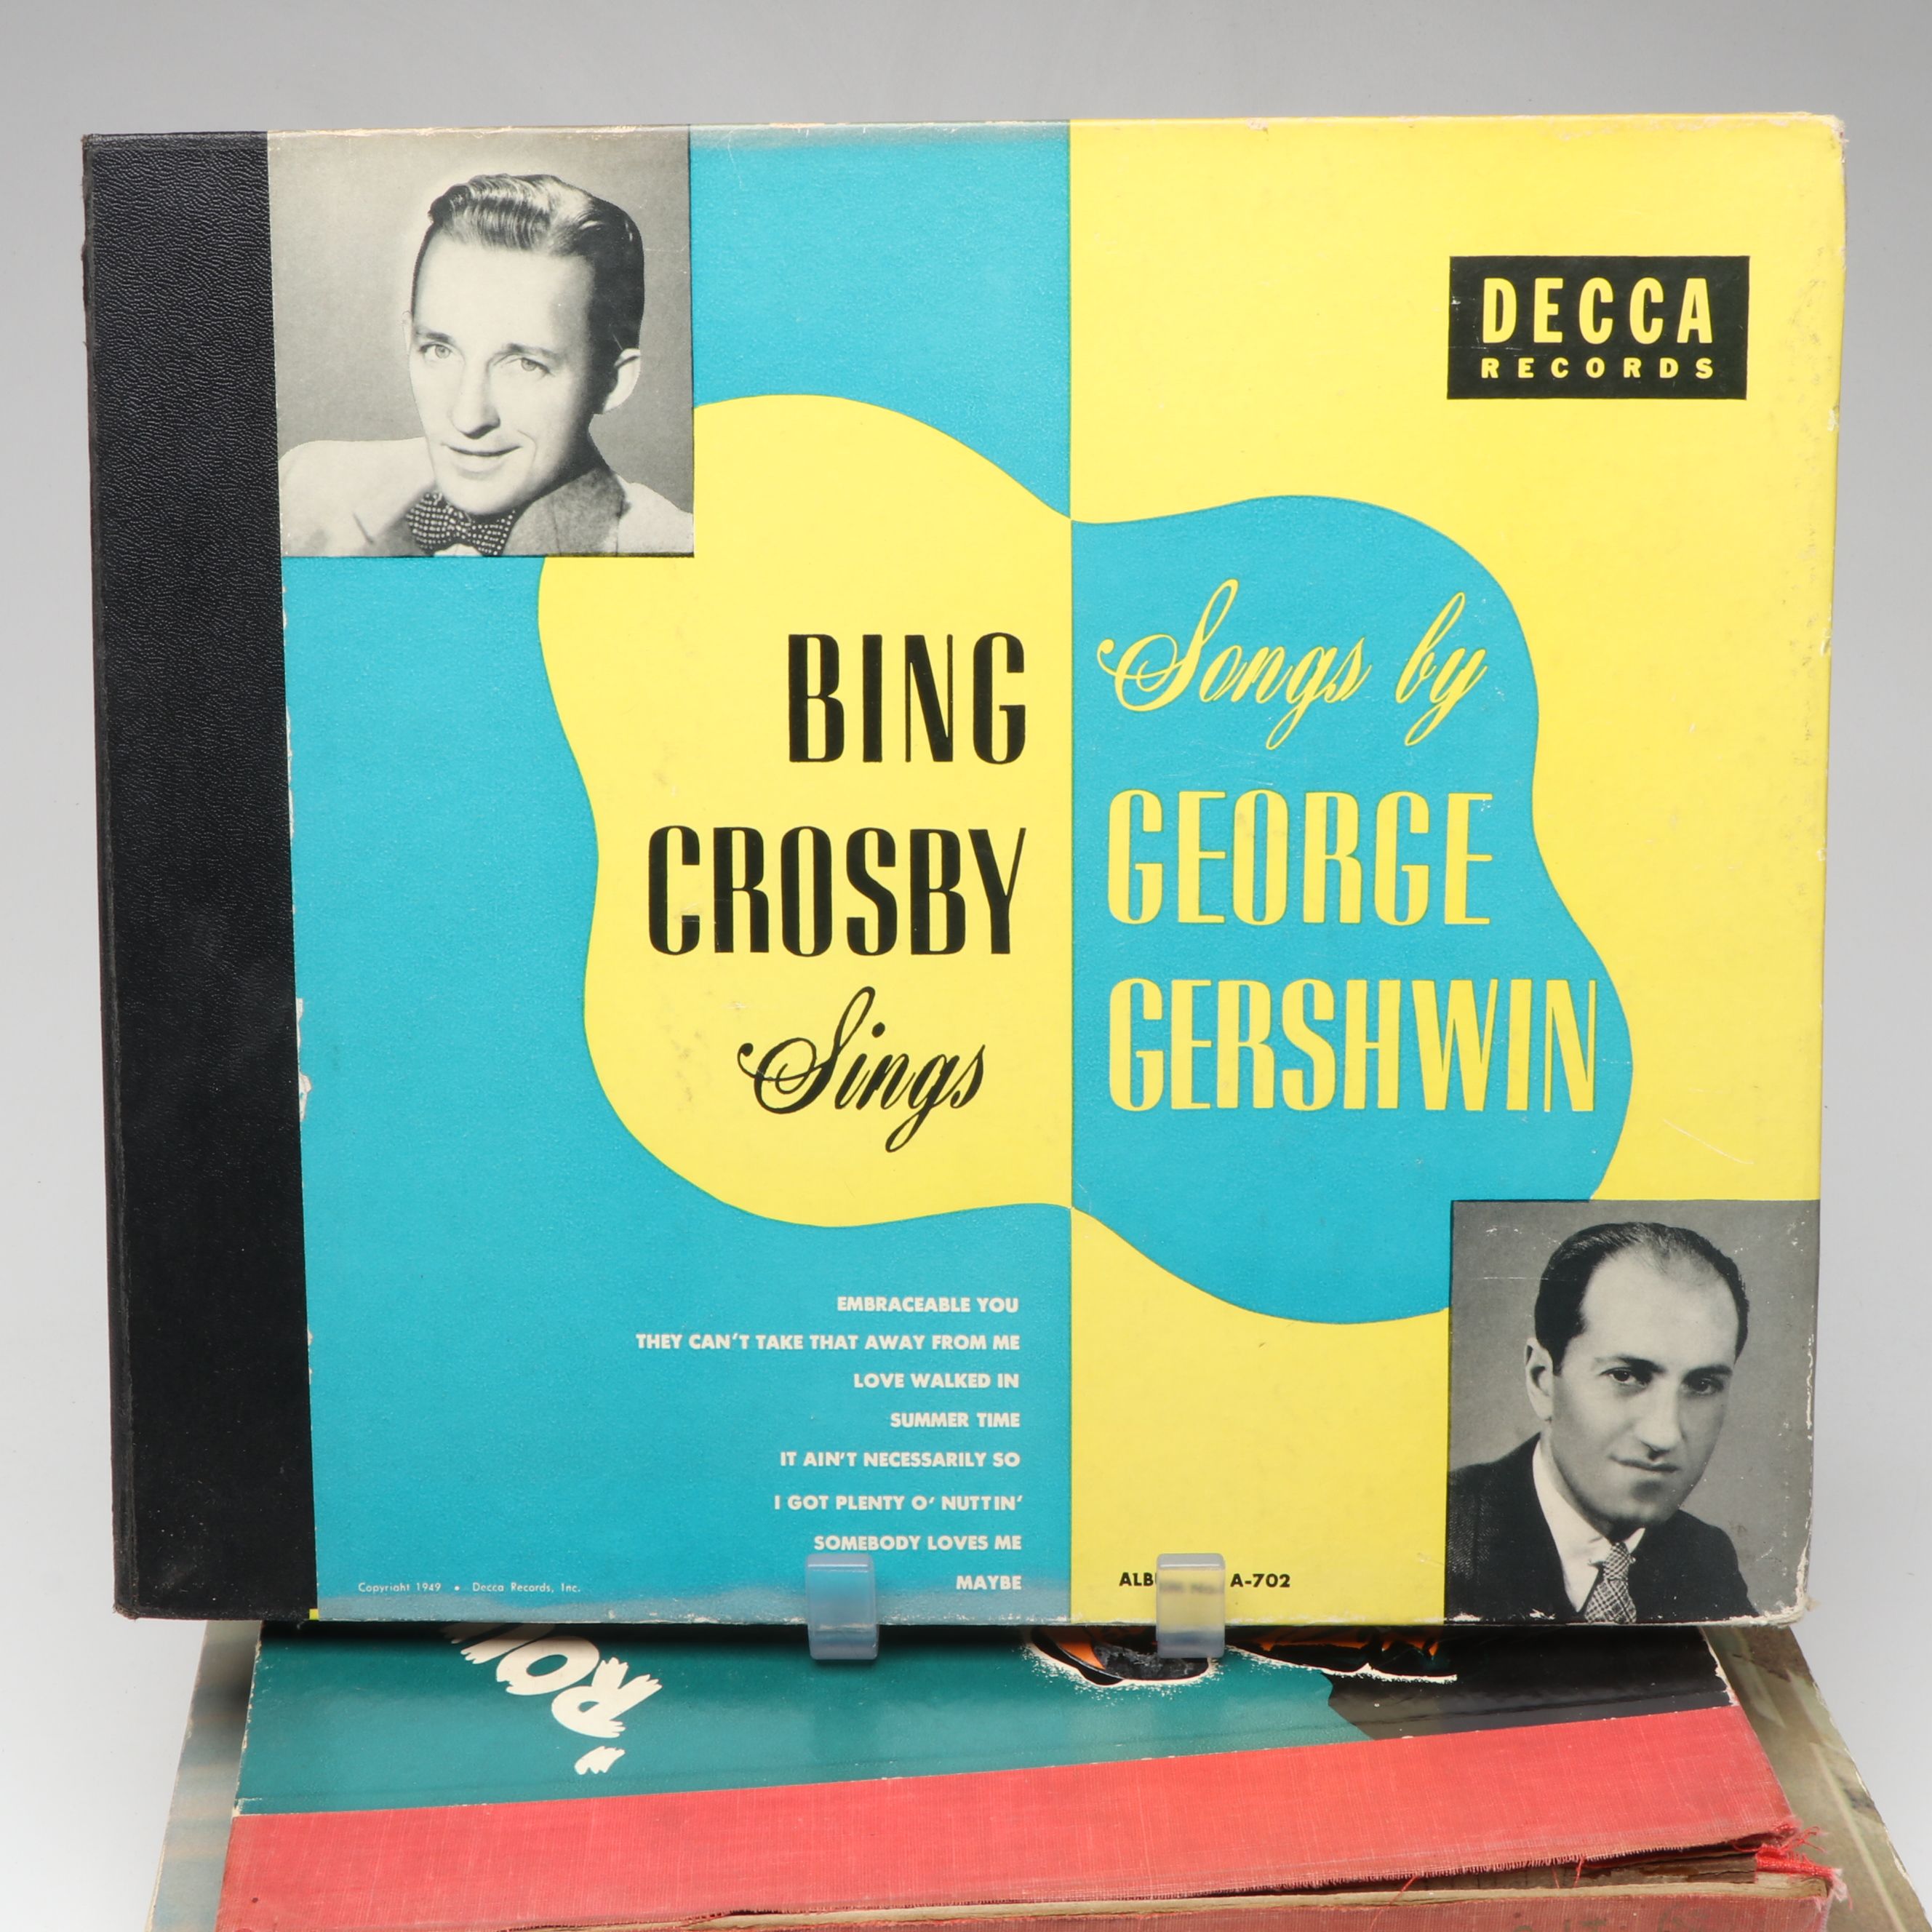 DECCA
RECORDS
BING
CROSBY
Sings
Songs by
GEORGE
GERSHWIN
EMBRACEABLE YOU
THEY CAN'T TAKE THAT AWAY FROM ME
LOVE WALKED IN
SUMMER TIME
IT AIN'T NECESSARILY SO
I GOT PLENTY O' NUTTIN'
SOMEBODY LOVES ME
MAYBE
Copyright 1949 • Decca Records, Inc.
A-702